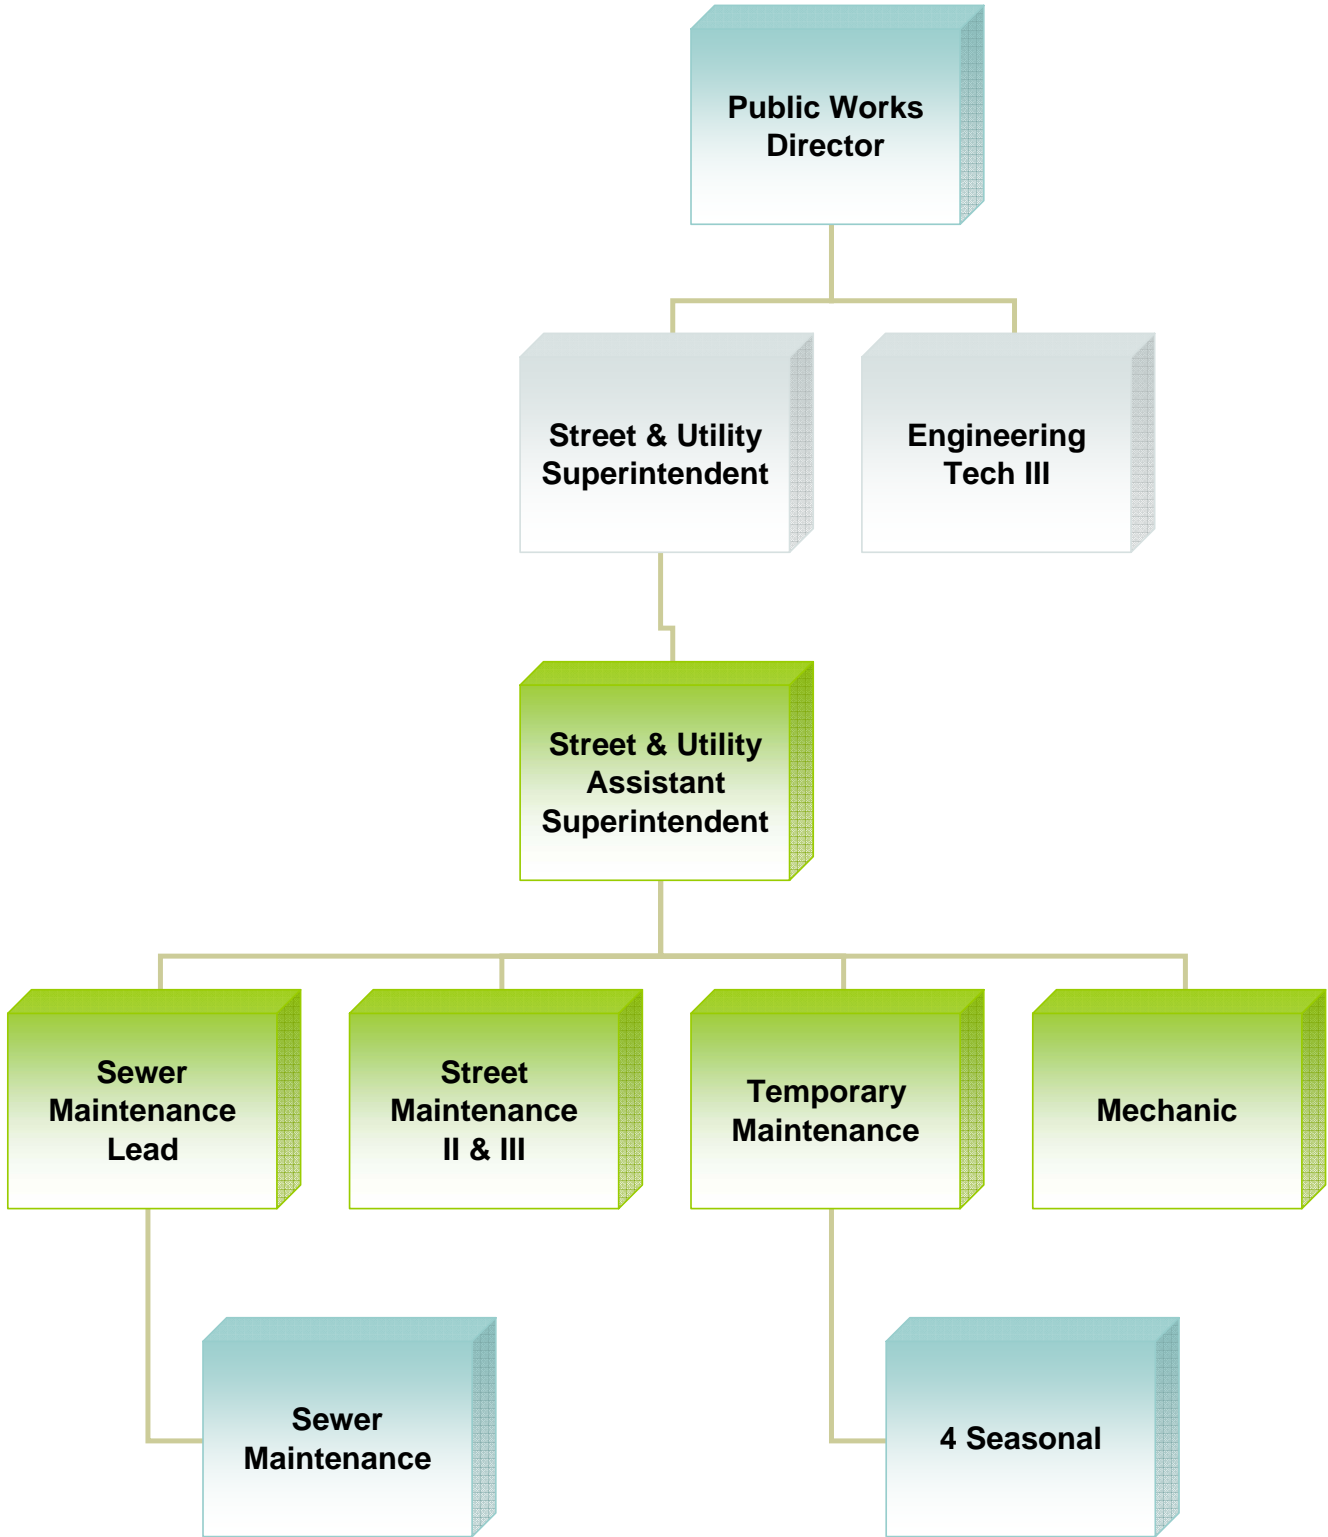 Public Works
Director
Street & Utility
Superintendent
Engineering
Tech III
Street & Utility
Assistant
Superintendent
Sewer
Maintenance
Lead
Street
Maintenance
II & III
Temporary
Maintenance
Mechanic
Sewer
Maintenance
4 Seasonal